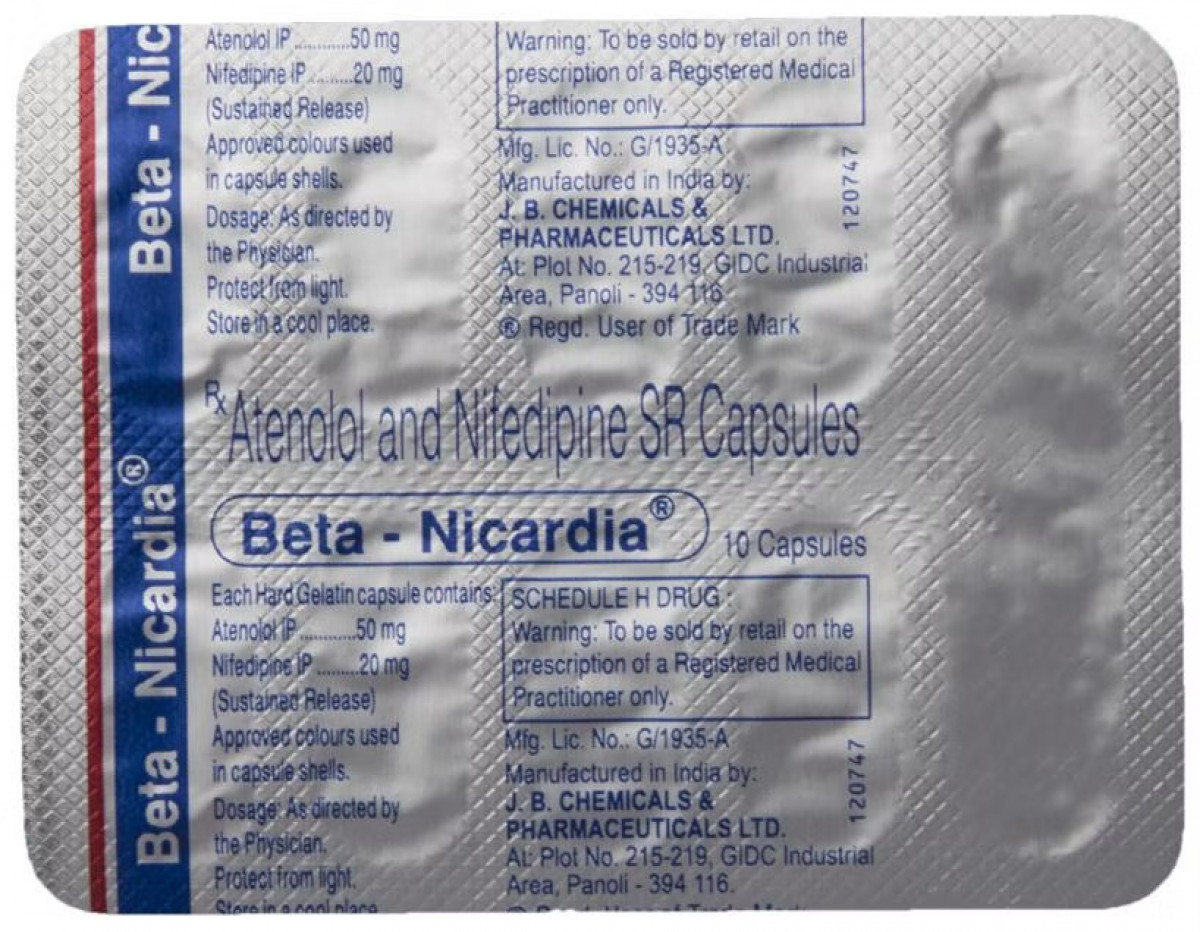 Beta - Nic
Atenolol IP ............50 mg
Nifedipine IP .........20 mg
(Sustained Release)
Approved colours used
in capsule shells.
Dosage: As directed by
the Physician.
Protect from light.
Store in a cool place.
Warning: To be sold by retail on the
prescription of a Registered Medical
Practitioner only.
Mfg. Lic. No.: G/1935-A
Manufactured in India by:
J. B. CHEMICALS &
PHARMACEUTICALS LTD.
At: Plot No. 215-219, GIDC Industrial
Area, Panoli - 394 116.
® Regd. User of Trade Mark
120747
Rx Atenolol and Nifedipine SR Capsules
Beta - Nicardia®
10 Capsules
Beta - Nicardia®
Each Hard Gelatin capsule contains:
Atenolol IP ............50 mg
Nifedipine IP .........20 mg
(Sustained Release)
Approved colours used
in capsule shells.
Dosage: As directed by
the Physician.
Protect from light.
Store in a cool place
SCHEDULE H DRUG :
Warning: To be sold by retail on the
prescription of a Registered Medical
Practitioner only.
Mfg. Lic. No.: G/1935-A
Manufactured in India by:
J. B. CHEMICALS &
PHARMACEUTICALS LTD.
At: Plot No. 215-219, GIDC Industrial
Area, Panoli - 394 116.
120747